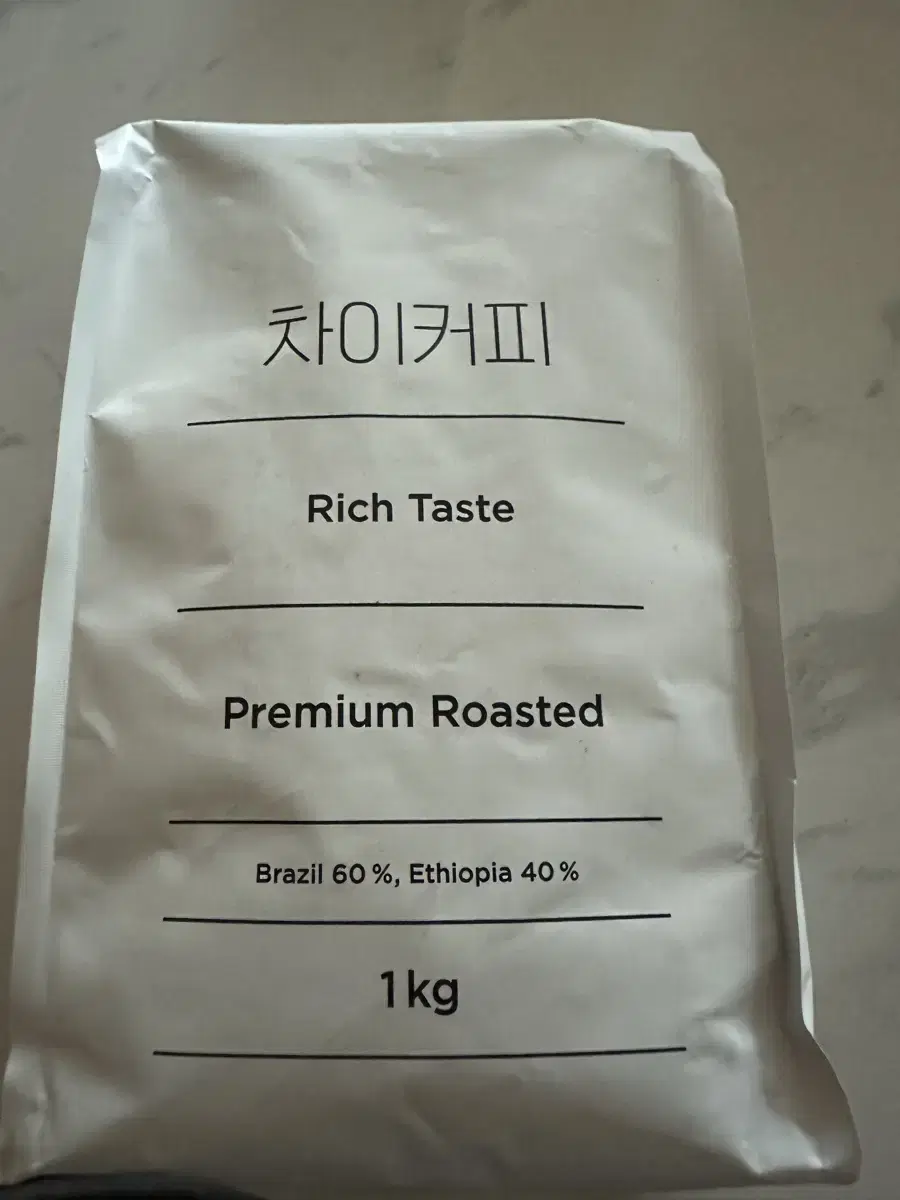 차이커피
Rich Taste
Premium Roasted
Brazil 60%, Ethiopia 40%
1kg